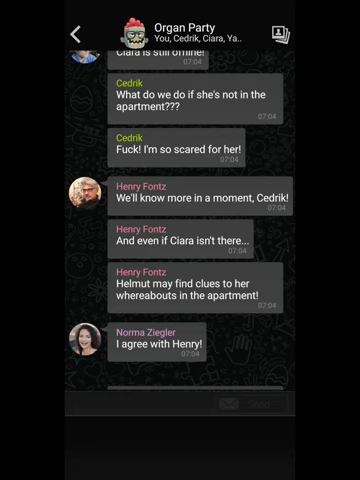 Organ Party
You, Cedrik, Ciara, Ya..
Ciara is still offline!
07:04
Cedrik
What do we do if she's not in the
apartment???
07:04
Cedrik
Fuck! I'm so scared for her!
07:04
Henry Fontz
We'll know more in a moment, Cedrik!
07:04
Henry Fontz
And even if Ciara isn't there...
07:04
Henry Fontz
Helmut may find clues to her
whereabouts in the apartment!
07:04
Norma Ziegler
I agree with Henry!
07:04
Send